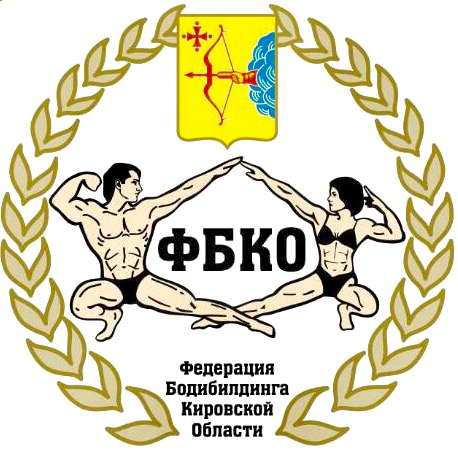 ФБКО
Федерация
Бодибилдинга
Кировской
Области